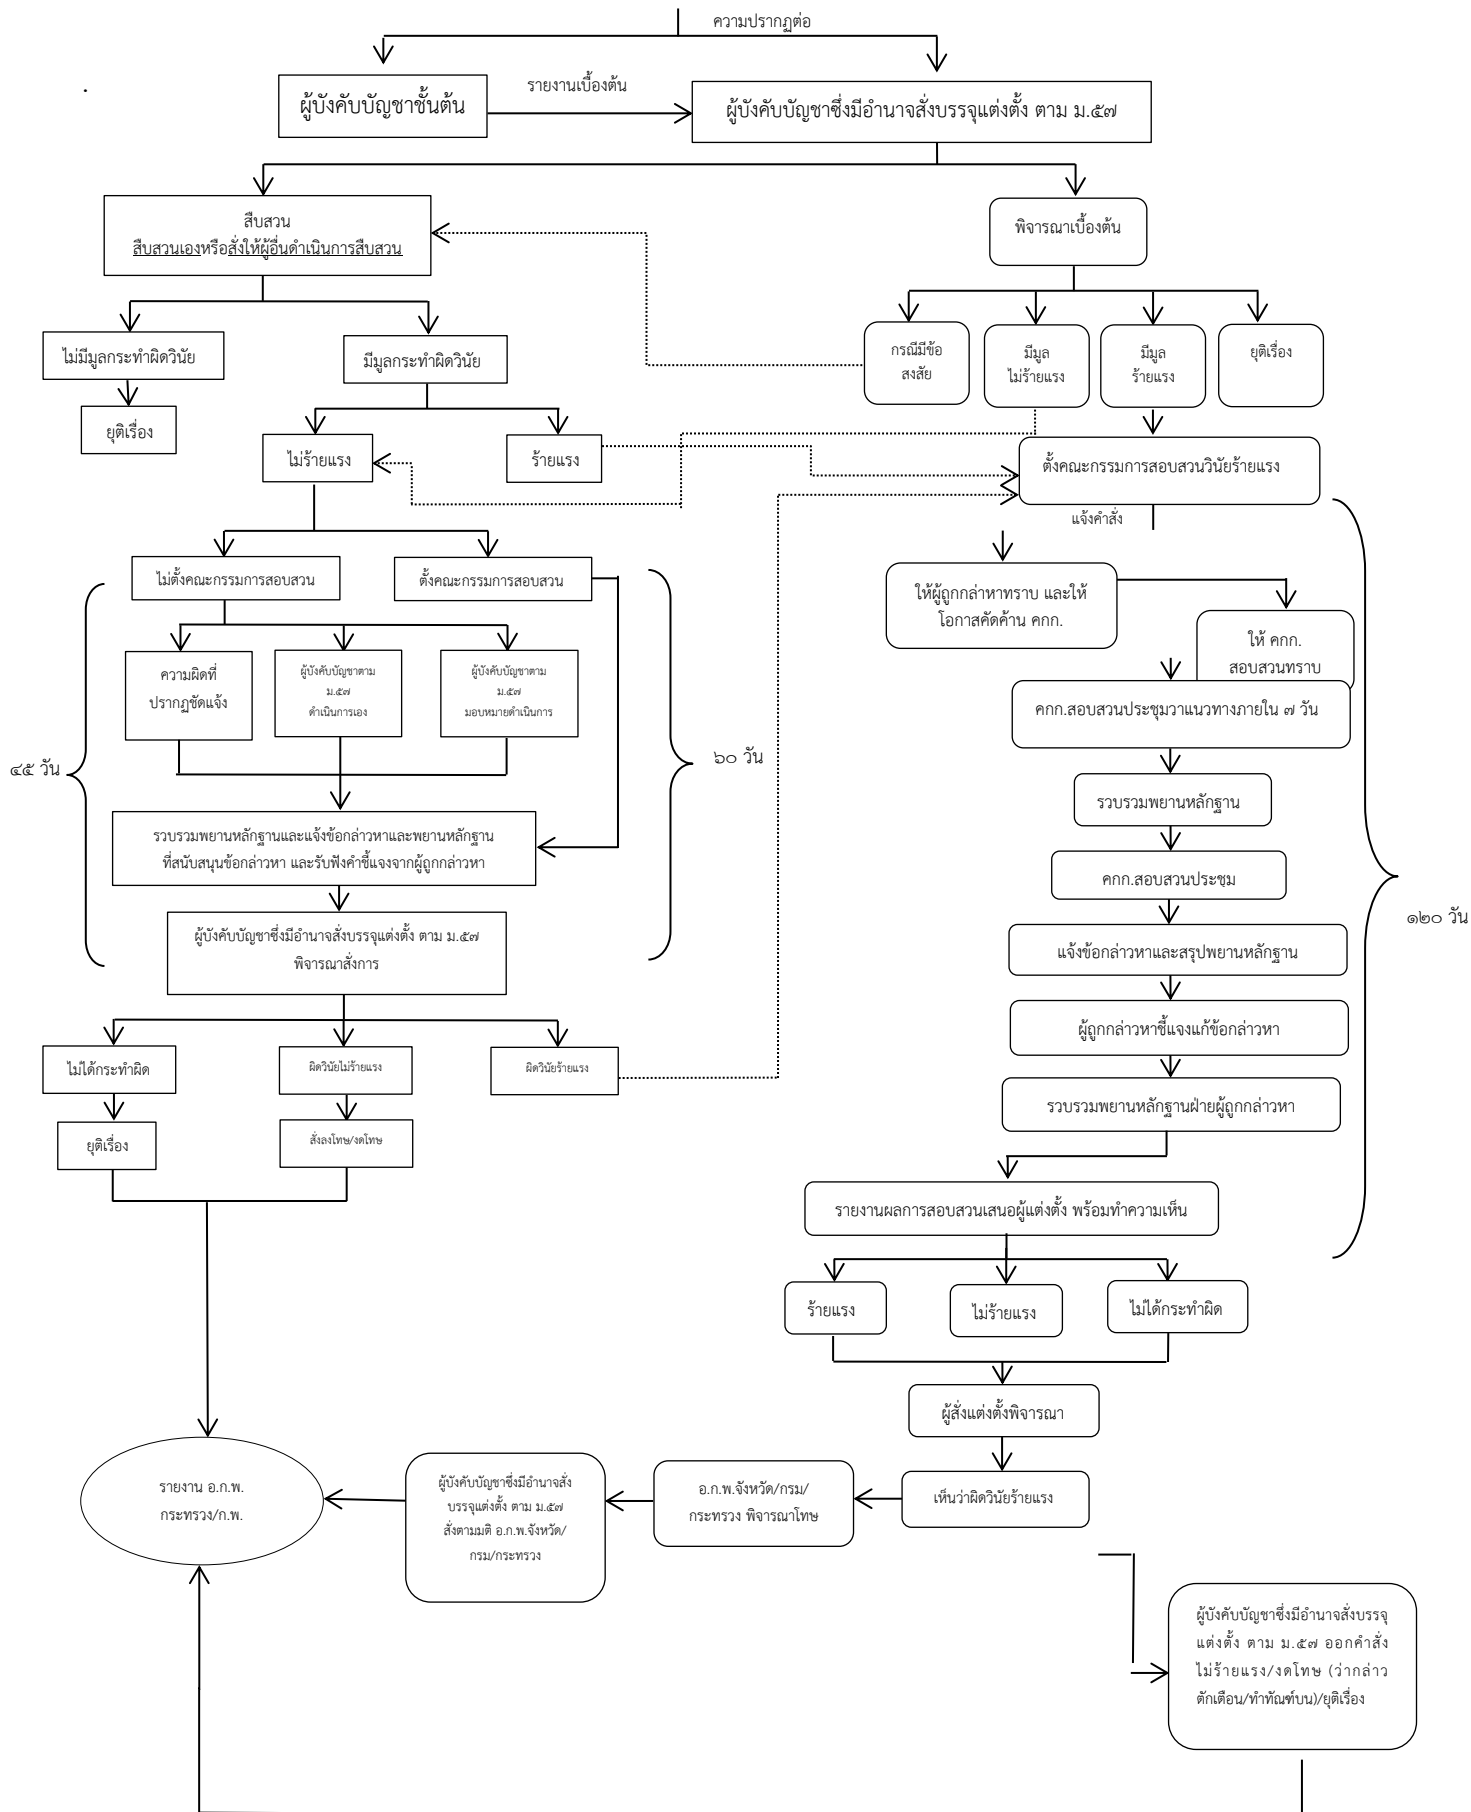 ความปรากฏต่อ
ผู้บังคับบัญชาชั้นต้น
รายงานเบื้องต้น
ผู้บังคับบัญชาซึ่งมีอำนาจสั่งบรรจุแต่งตั้ง ตาม ม.๕๗
สืบสวน
สืบสวนเองหรือสั่งให้ผู้อื่นดำเนินการสืบสวน
พิจารณาเบื้องต้น
ไม่มีมูลกระทำผิดวินัย
มีมูลกระทำผิดวินัย
กรณีมีข้อ
สงสัย
มีมูล
ไม่ร้ายแรง
มีมูล
ร้ายแรง
ยุติเรื่อง
ยุติเรื่อง
ไม่ร้ายแรง
ร้ายแรง
ตั้งคณะกรรมการสอบสวนวินัยร้ายแรง
แจ้งคำสั่ง
ไม่ตั้งคณะกรรมการสอบสวน
ตั้งคณะกรรมการสอบสวน
ให้ผู้ถูกกล่าหาทราบ และให้
โอกาสคัดค้าน คกก.
ให้ คกก.
สอบสวนทราบ
ความผิดที่
ปรากฏชัดแจ้ง
ผู้บังคับบัญชาตาม
ม.๕๗
ดำเนินการเอง
ผู้บังคับบัญชาตาม
ม.๕๗
มอบหมายดำเนินการ
คกก.สอบสวนประชุมวาแนวทางภายใน ๗ วัน
๔๕ วัน
๖๐ วัน
รวบรวมพยานหลักฐาน
รวบรวมพยานหลักฐานและแจ้งข้อกล่าวหาและพยานหลักฐาน
ที่สนับสนุนข้อกล่าวหา และรับฟังคำชี้แจงจากผู้ถูกกล่าวหา
คกก.สอบสวนประชุม
๑๒๐ วัน
ผู้บังคับบัญชาซึ่งมีอำนาจสั่งบรรจุแต่งตั้ง ตาม ม.๕๗
พิจารณาสั่งการ
แจ้งข้อกล่าวหาและสรุปพยานหลักฐาน
ผู้ถูกกล่าวหาชี้แจงแก้ข้อกล่าวหา
ไม่ได้กระทำผิด
ผิดวินัยไม่ร้ายแรง
ผิดวินัยร้ายแรง
รวบรวมพยานหลักฐานฝ่ายผู้ถูกกล่าวหา
ยุติเรื่อง
สั่งลงโทษ/งดโทษ
รายงานผลการสอบสวนเสนอผู้แต่งตั้ง พร้อมทำความเห็น
ร้ายแรง
ไม่ร้ายแรง
ไม่ได้กระทำผิด
ผู้สั่งแต่งตั้งพิจารณา
รายงาน อ.ก.พ.
กระทรวง/ก.พ.
ผู้บังคับบัญชาซึ่งมีอำนาจสั่ง
บรรจุแต่งตั้ง ตาม ม.๕๗
สั่งตามมติ อ.ก.พ.จังหวัด/
กรม/กระทรวง
อ.ก.พ.จังหวัด/กรม/
กระทรวง พิจารณาโทษ
เห็นว่าผิดวินัยร้ายแรง
ผู้บังคับบัญชาซึ่งมีอำนาจสั่งบรรจุ
แต่งตั้ง ตาม ม.๕๗ ออกคำสั่ง
ไม่ร้ายแรง/งดโทษ (ว่ากล่าว
ตักเตือน/ทำทัณฑ์บน)/ยุติเรื่อง